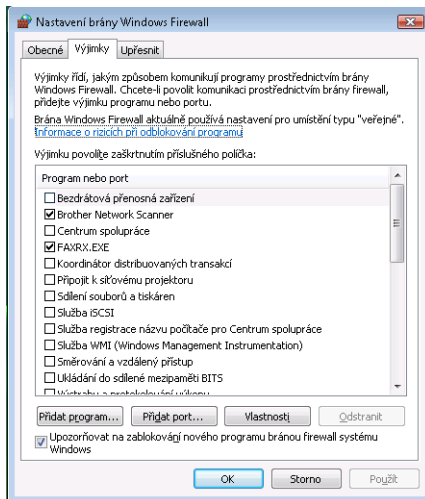 Nastavení brány Windows Firewall
Obecné Výjimky Upřesnit
Výjimky řídí, jakým způsobem komunikují programy prostřednictvím brány
Windows Firewall. Chcete-li povolit komunikaci prostřednictvím brány firewall,
přidejte výjimku programu nebo portu.
Brána Windows Firewall aktuálně používá nastavení pro umístění typu "veřejné".
Informace o rizicích při odblokování programu
Výjimku povolíte zaškrtnutím příslušného políčka:
Program nebo port
Bezdrátová přenosná zařízení
Brother Network Scanner
Centrum spolupráce
FAXRX.EXE
Koordinátor distribuovaných transakcí
Připojit k síťovému projektoru
Sdílení souborů a tiskáren
Služba iSCSI
Služba registrace názvu počítače pro Centrum spolupráce
Služba WMI (Windows Management Instrumentation)
Směrování a vzdálený přístup
Ukládání do sdílené mezipaměti BITS
Výstrahy a protokolování výkonu
Přidat program... Přidat port... Vlastnosti Odstranit
Upozorňovat na zablokování nového programu bránou firewall systému
Windows
OK Storno Použít